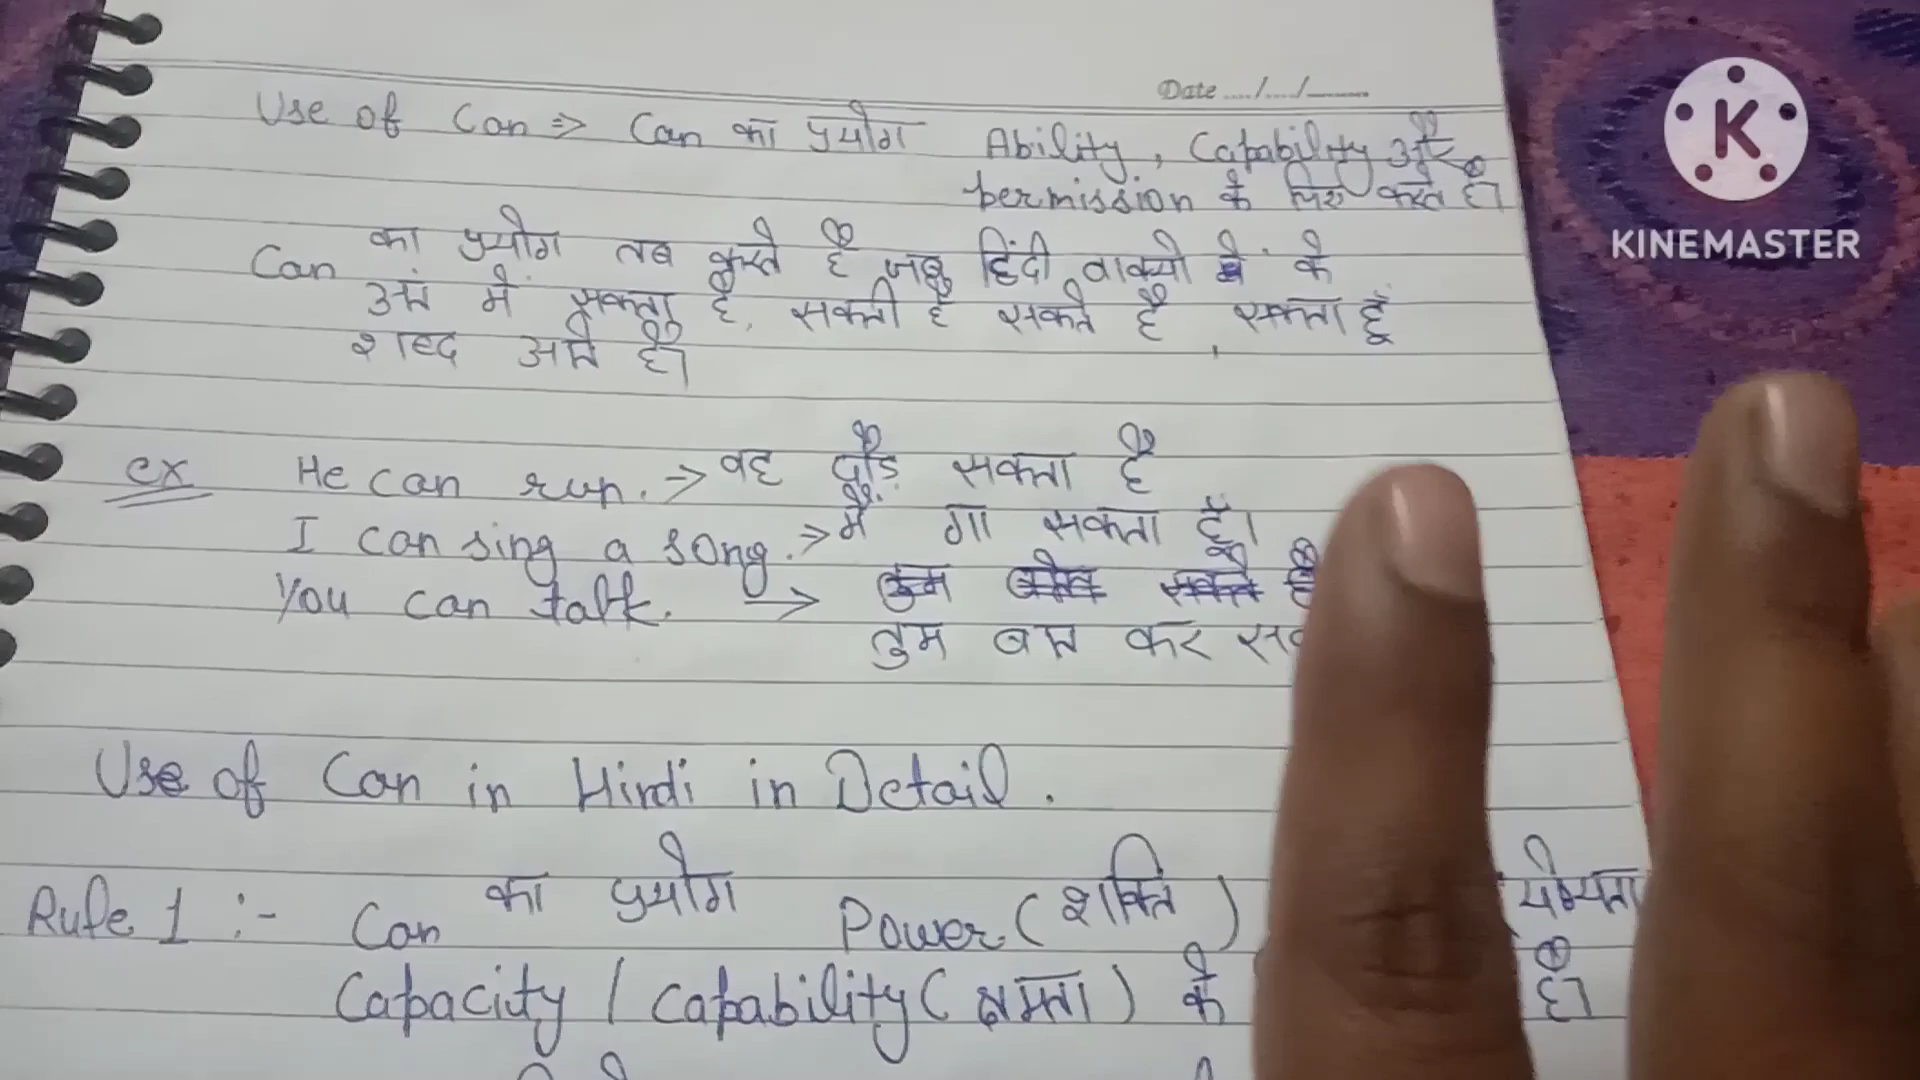 Date ..../..../........
Use of Can => Can का प्रयोग Ability, Capability और
permission के लिए करते है।
Can का प्रयोग तब करते है जब हिंदी वाक्यो के
अंत में सकता है, सकती है सकते है, सकता हूँ
शब्द आते है।
ex He can run. -> वह दौड़ सकता है
I can sing a song. => मैं गा सकता हूँ।
You can talk. -> तुम बात कर
Use of Can in Hindi in Detail.
Rule 1 :- Can का प्रयोग Power (शक्ति) योग्यता
Capacity / Capability (क्षमता) के है।
K
KINEMASTER